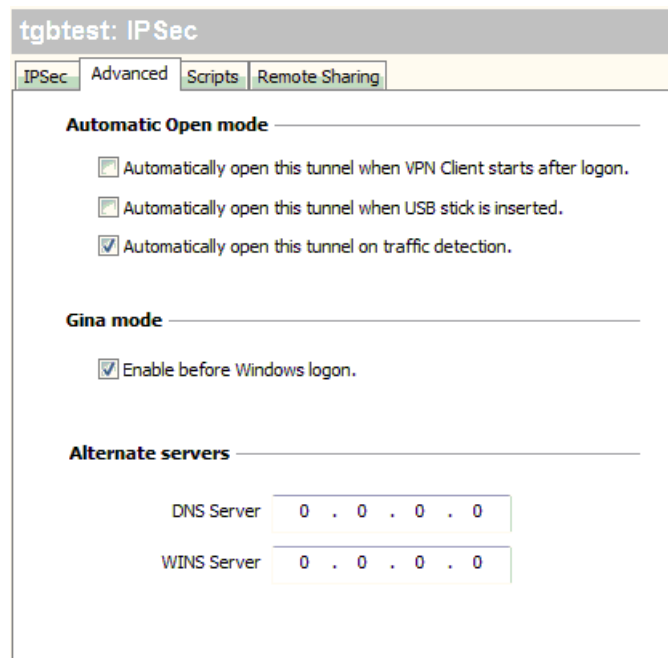 tgbtest: IPSec
IPSec Advanced Scripts Remote Sharing
Automatic Open mode
Automatically open this tunnel when VPN Client starts after logon.
Automatically open this tunnel when USB stick is inserted.
Automatically open this tunnel on traffic detection.
Gina mode
Enable before Windows logon.
Alternate servers
DNS Server 0 . 0 . 0 . 0
WINS Server 0 . 0 . 0 . 0